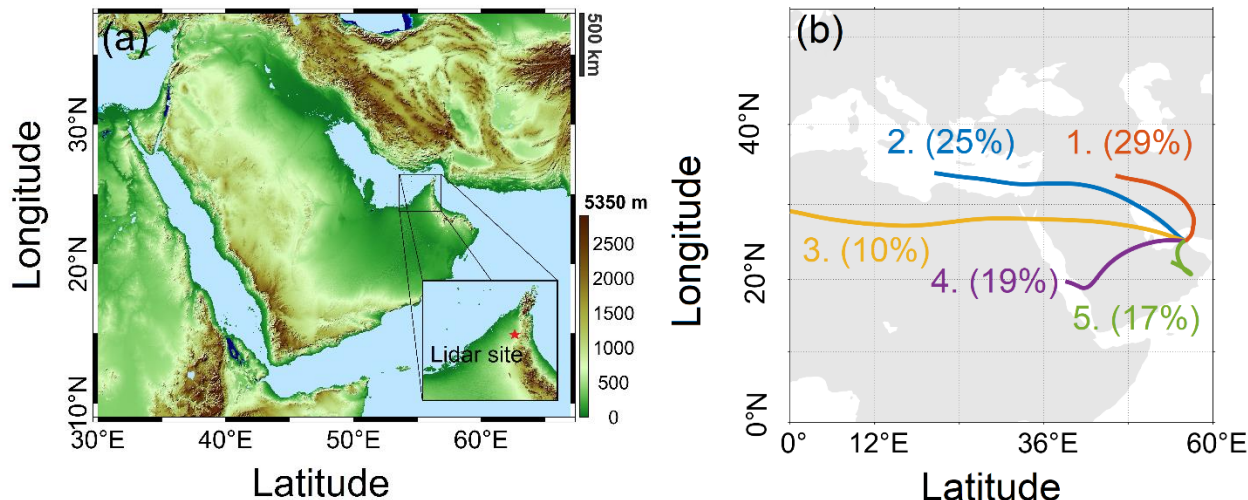 (a)
500 km
Longitude
30°N
20°N
10°N
30°E
40°E
50°E
60°E
Latitude
Lidar site
5350 m
2500
2000
1500
1000
500
0
(b)
Longitude
40°N
20°N
0°N
2. (25%)
1. (29%)
3. (10%)
4. (19%)
5. (17%)
0°
12°E
36°E
60°E
Latitude